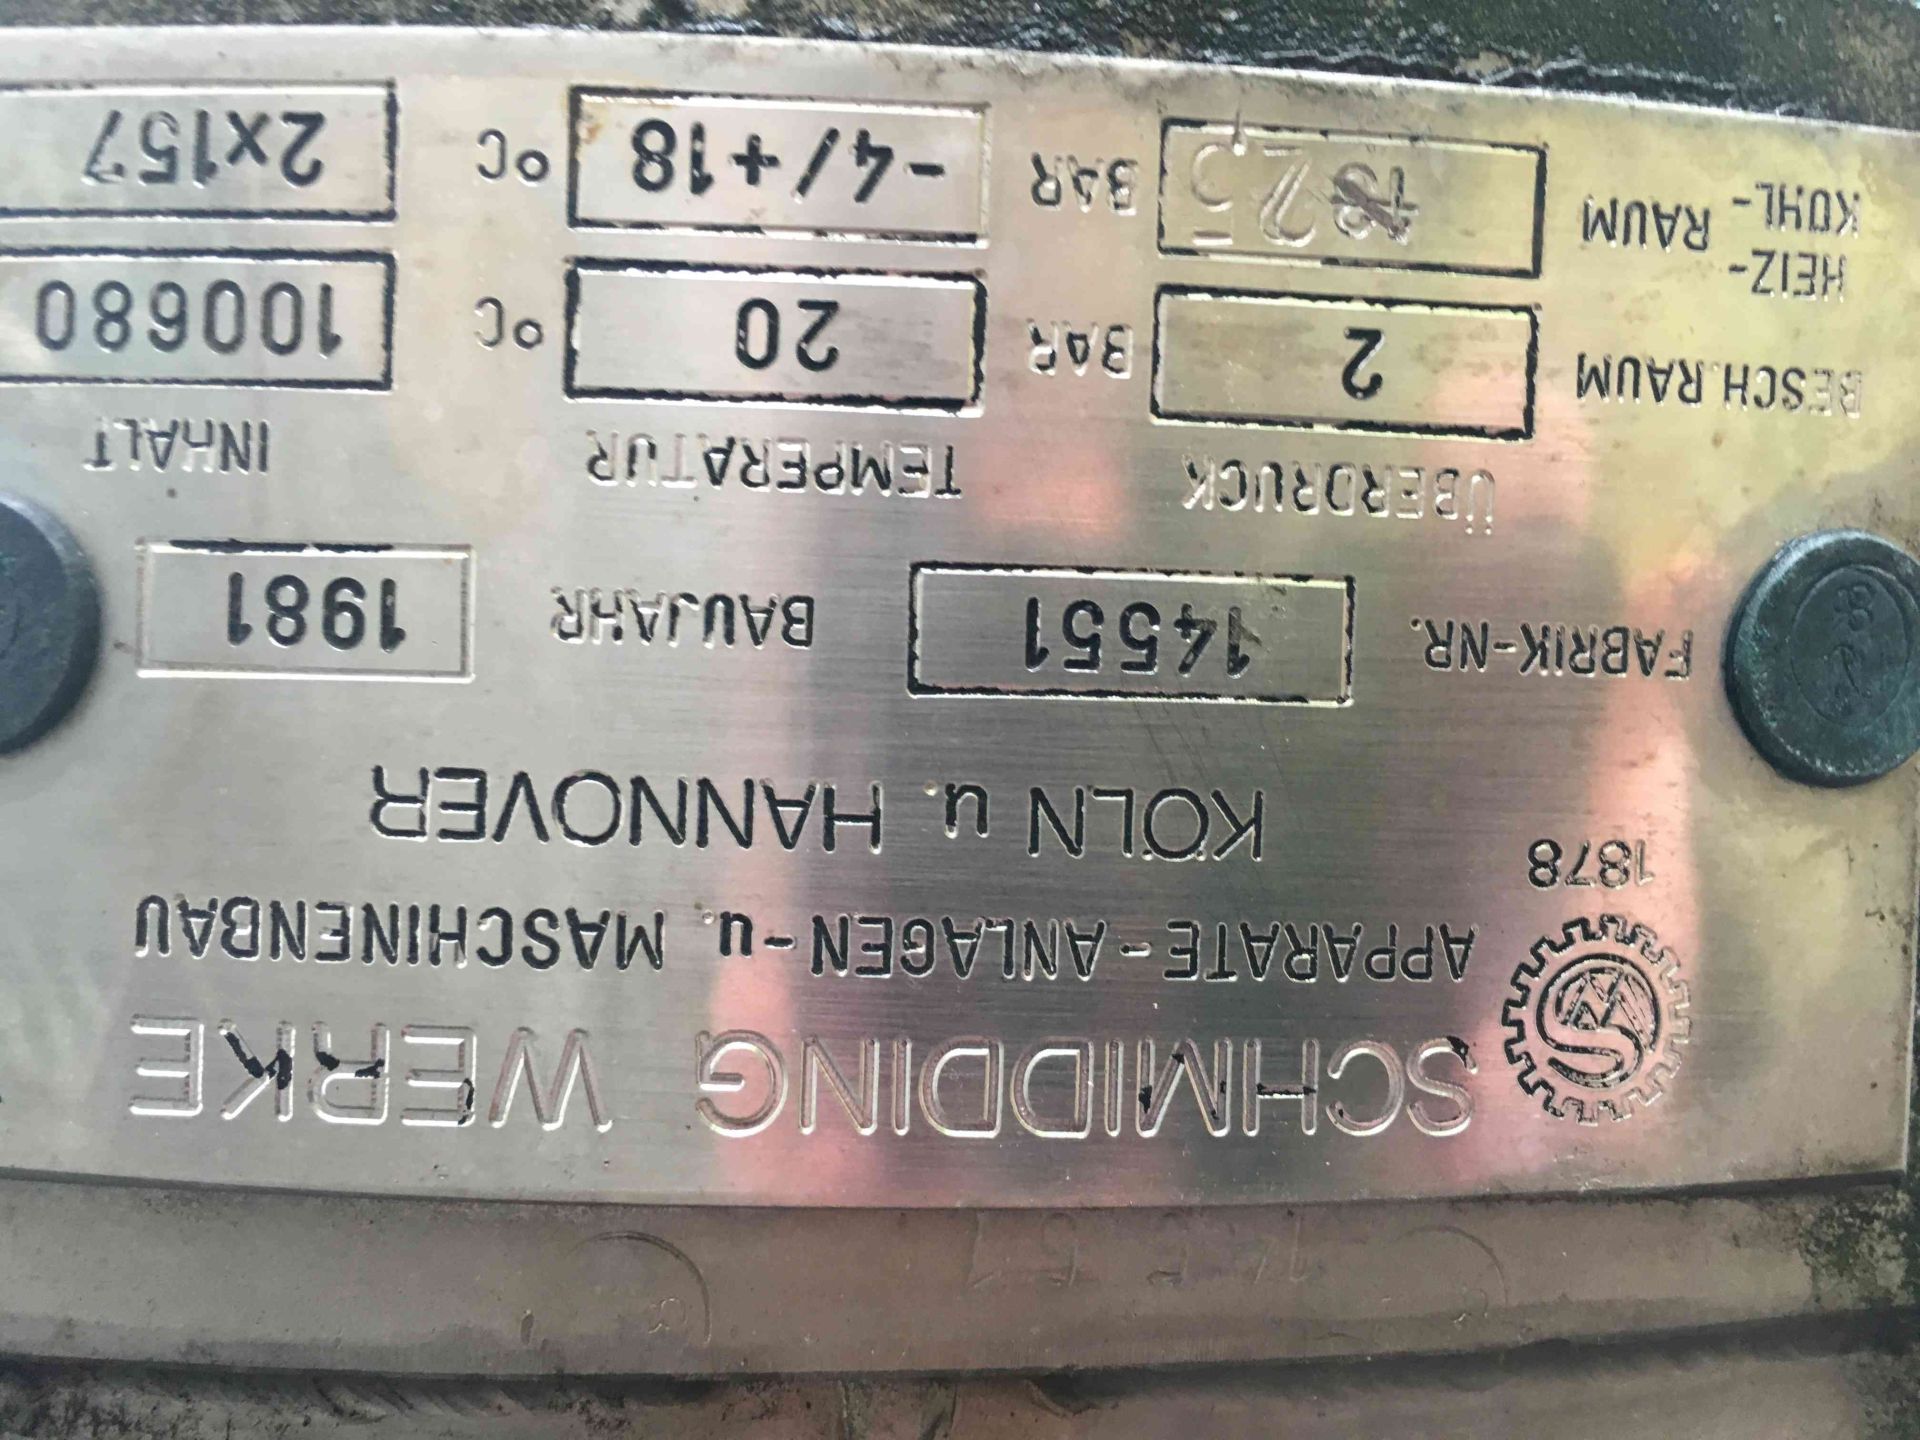 SCHMIDDING WERKE
APPARATE-ANLAGEN-u. MASCHINENBAU
1878
KÖLN u. HANNOVER
FABRIK-NR. 14551 BAUJAHR 1981
ÜBERDRUCK TEMPERATUR INHALT
BESCH.RAUM 2 BAR 20 °C 100680
HEIZ-
KÜHL- RAUM 25 BAR -4/+18 °C 2x157